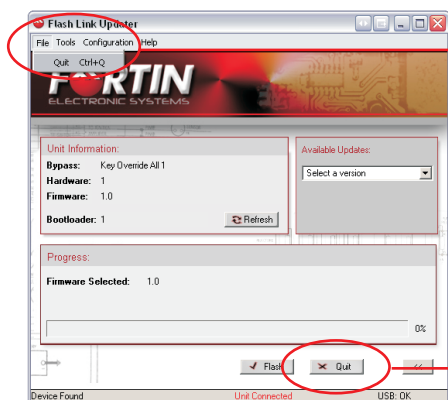 Flash Link Updater
File Tools Configuration Help
Quit Ctrl+Q
FORTIN
ELECTRONIC SYSTEMS
Unit Information:
Bypass: Key Override All 1
Hardware: 1
Firmware: 1.0
Bootloader: 1
Refresh
Available Updates:
Select a version
Progress:
Firmware Selected: 1.0
0%
Flash
Quit
<<
Device Found
Unit Connected
USB: OK